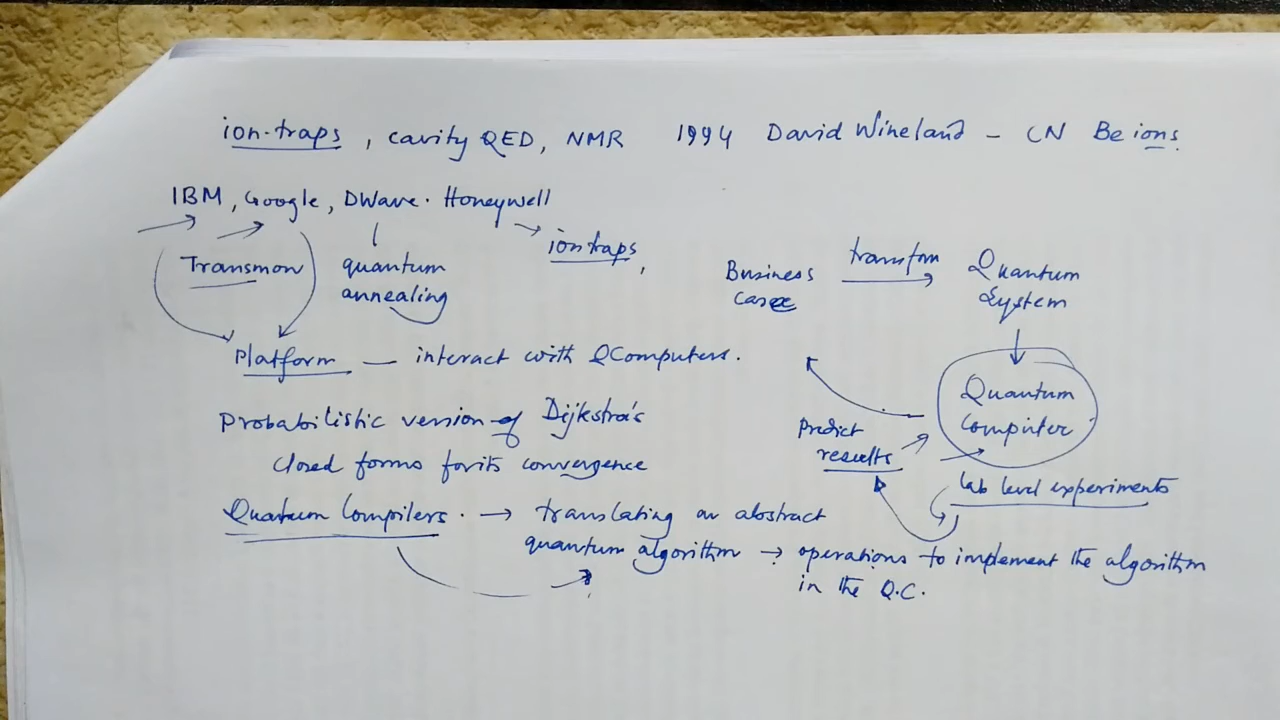 ion-traps, cavity QED, NMR 1994 David Wineland – CN Be ions.
IBM, Google, DWave. Honeywell
ion traps,
Transmon
quantum
annealing
Platform — interact with QComputers.
Probabilistic version of Dijkstra's
closed forms for its convergence
Quantum Compilers. → translating an abstract
quantum algorithm → operations to implement the algorithm
in the Q.C.
Business
case
transform
Quantum
System
Quantum
Computer
Predict
results
lab level experiments